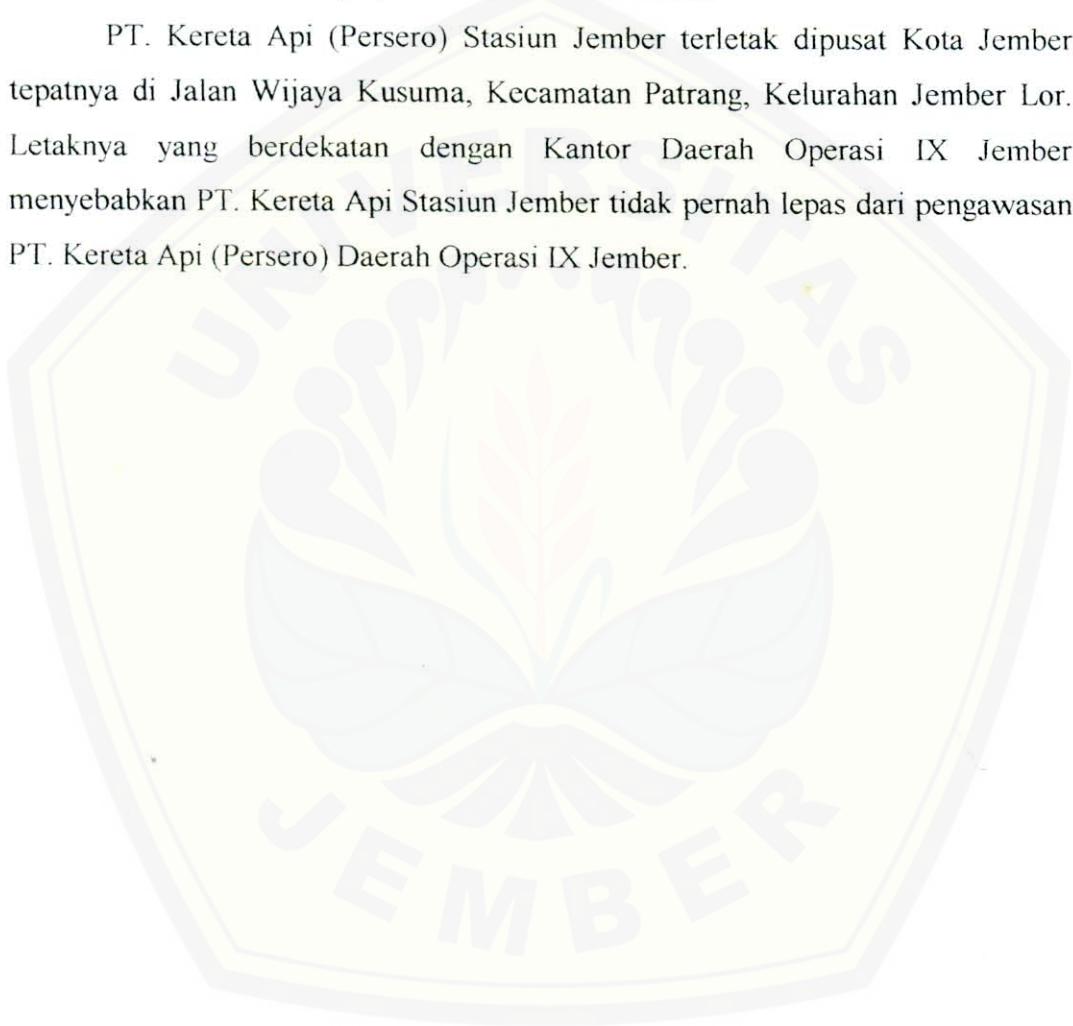 PT. Kereta Api (Persero) Stasiun Jember terletak dipusat Kota Jember
tepatnya di Jalan Wijaya Kusuma, Kecamatan Patrang, Kelurahan Jember Lor.
Letaknya yang berdekatan dengan Kantor Daerah Operasi IX Jember
menyebabkan PT. Kereta Api Stasiun Jember tidak pernah lepas dari pengawasan
PT. Kereta Api (Persero) Daerah Operasi IX Jember.
UNIVERSITAS
JEMBER